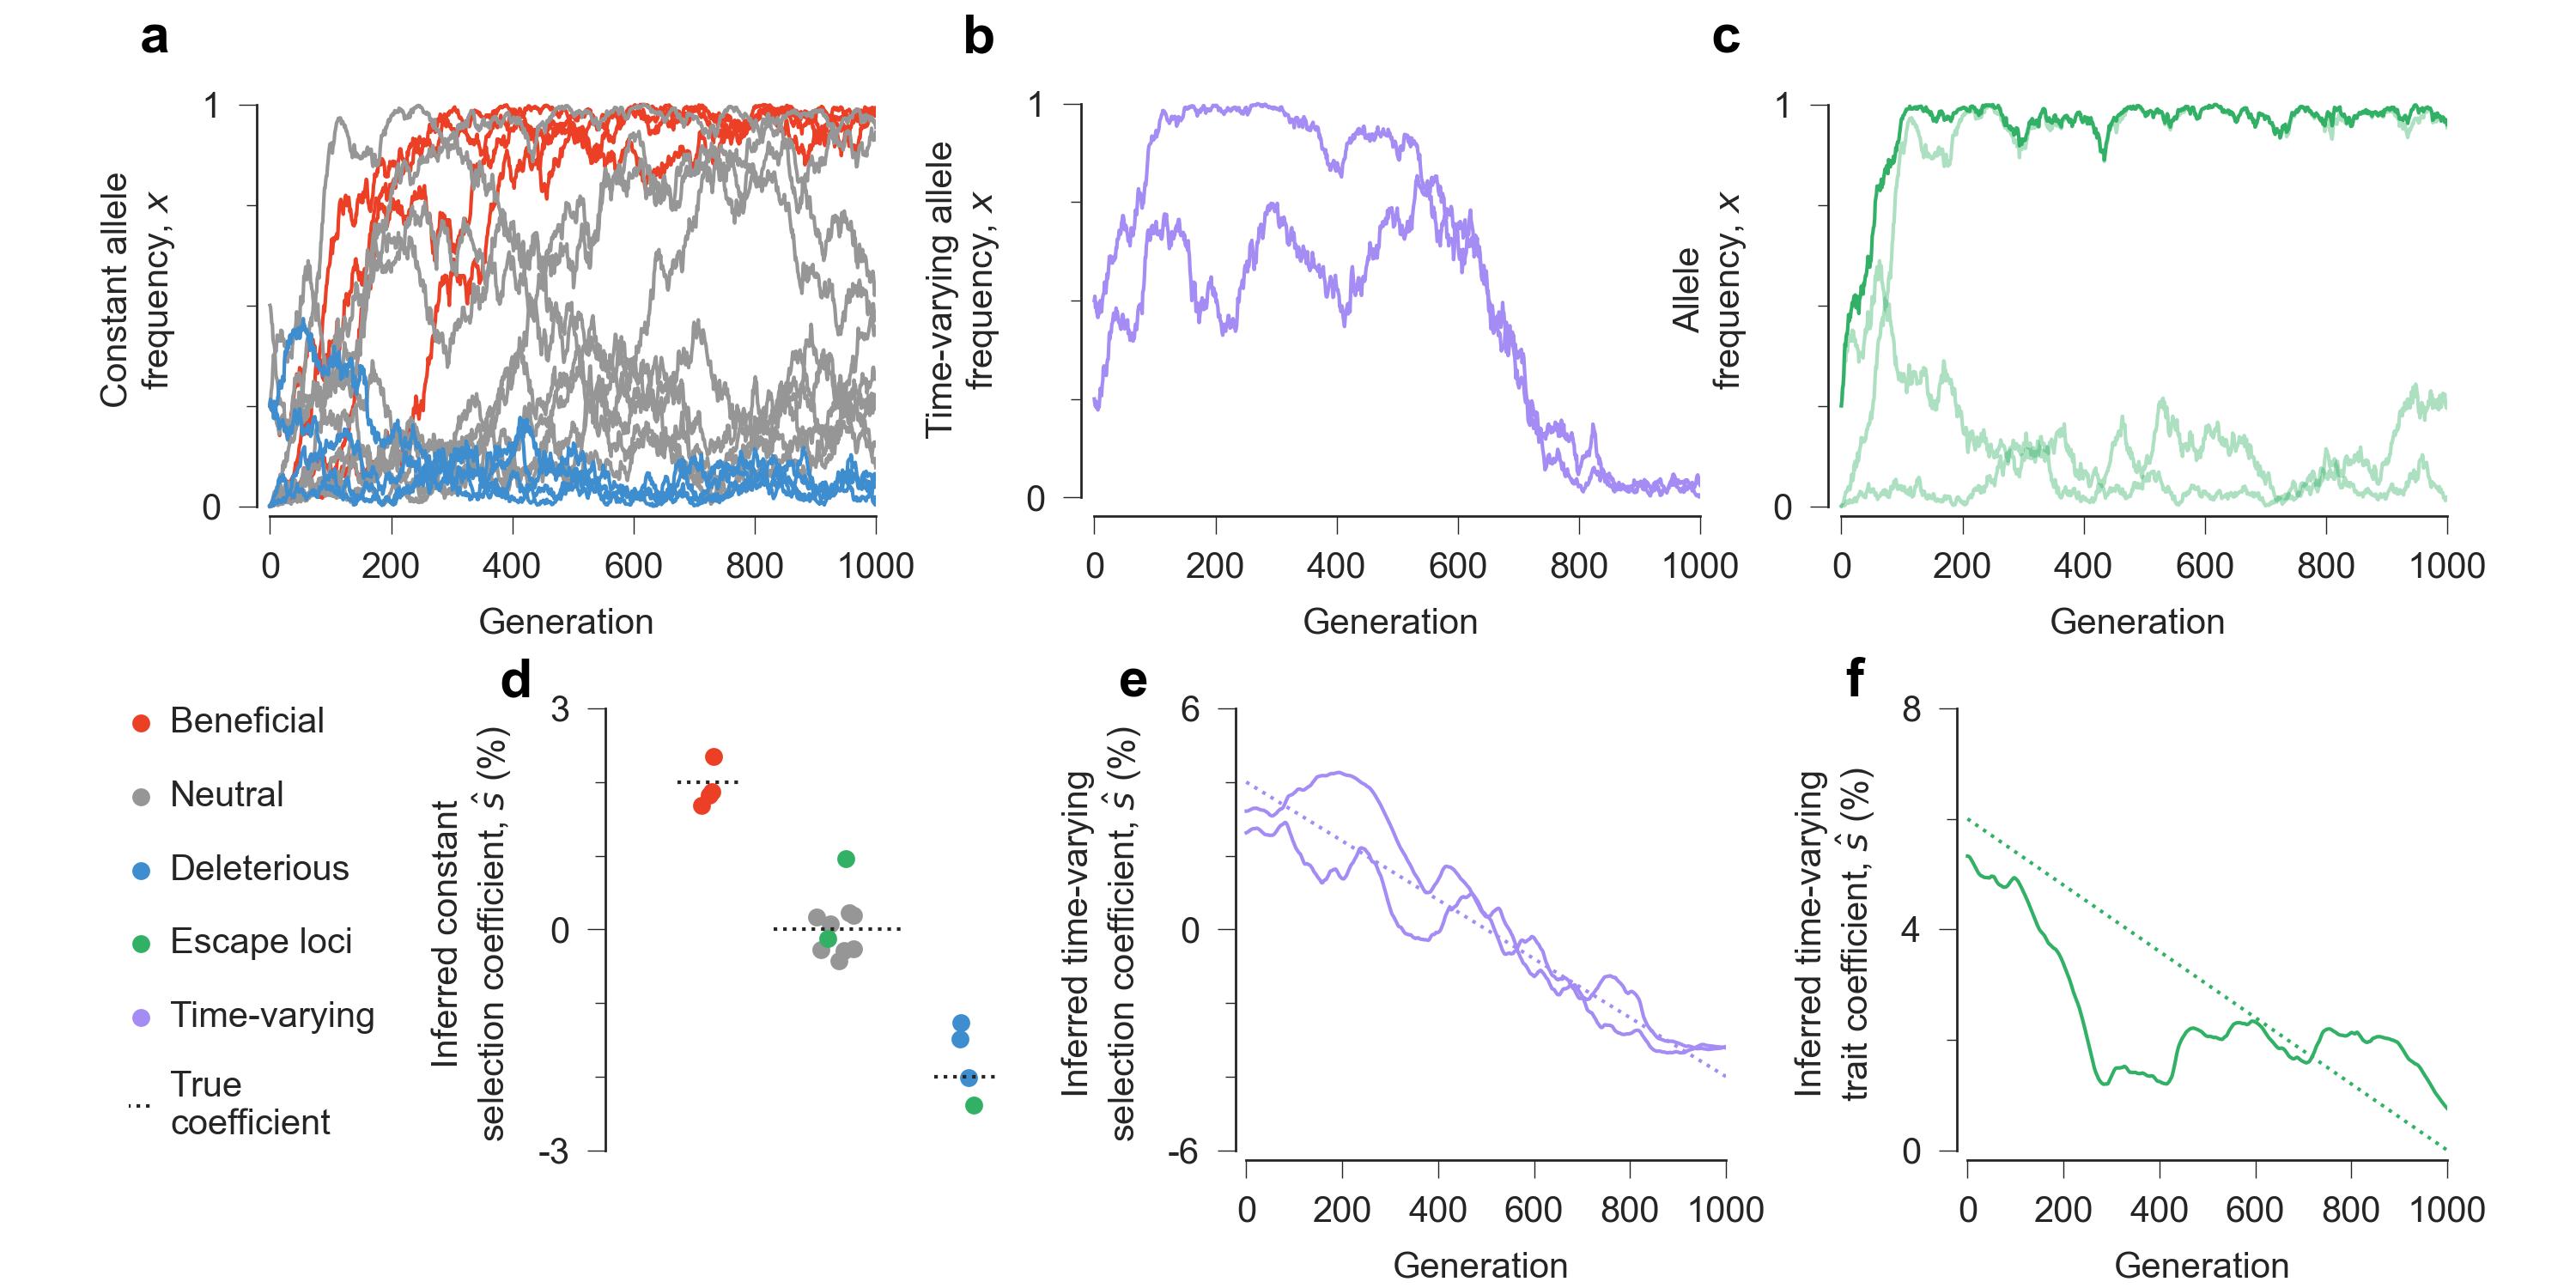 a
Constant allele
frequency, x
1
0
0 200 400 600 800 1000
Generation
b
Time-varying allele
frequency, x
1
0
0 200 400 600 800 1000
Generation
c
Allele
frequency, x
1
0
0 200 400 600 800 1000
Generation
Beneficial
Neutral
Deleterious
Escape loci
Time-varying
True
coefficient
d
Inferred constant
selection coefficient, ŝ (%)
3
0
-3
e
Inferred time-varying
selection coefficient, ŝ (%)
6
0
-6
0 200 400 600 800 1000
Generation
f
Inferred time-varying
trait coefficient, ŝ (%)
8
4
0
0 200 400 600 800 1000
Generation